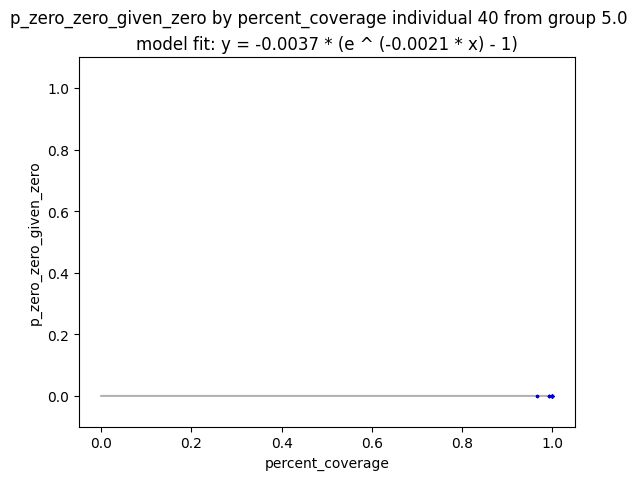 p_zero_zero_given_zero by percent_coverage individual 40 from group 5.0
model fit: y = -0.0037 * (e ^ (-0.0021 * x) - 1)
1.0
0.8
0.6
0.4
0.2
0.0
p_zero_zero_given_zero
0.0 0.2 0.4 0.6 0.8 1.0
percent_coverage